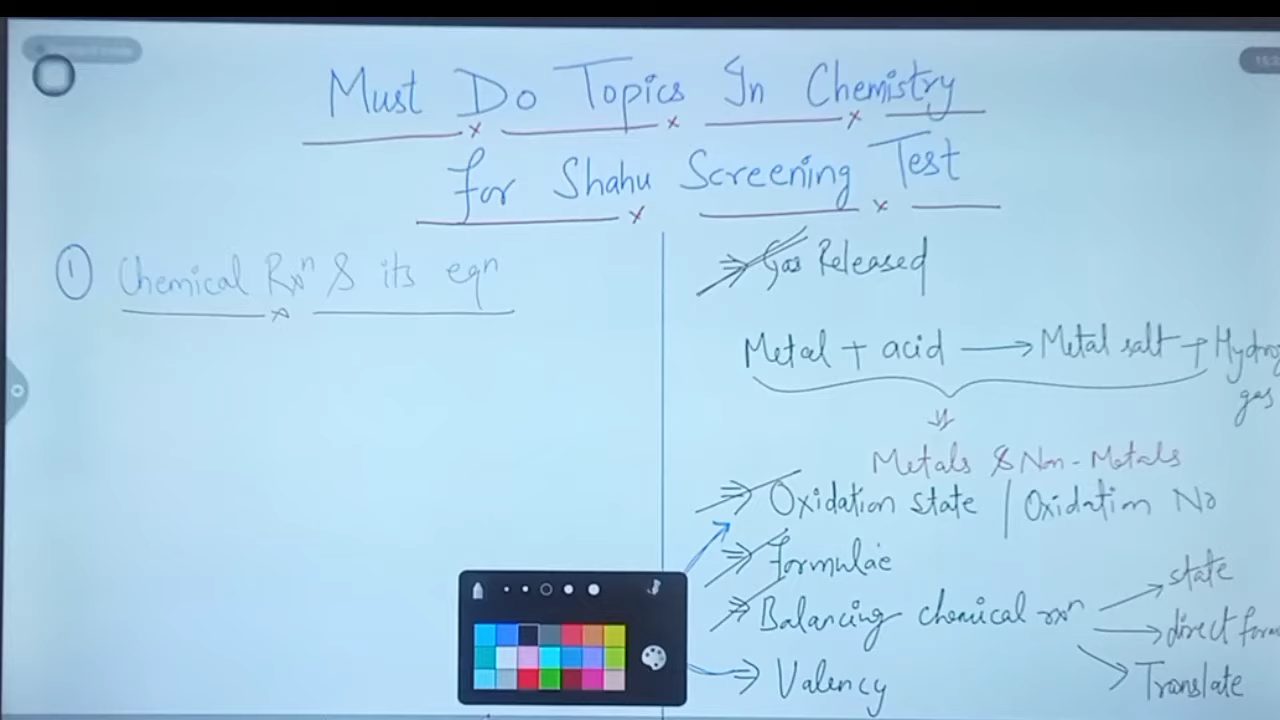 Must Do Topics In Chemistry
for Shahu Screening Test
① Chemical Rxⁿ & its eqⁿ
Gas Released
Metal + acid → Metal salt + Hydrog
gas
Metals & Non-Metals
Oxidation state / Oxidation No
formulae
Balancing chemical rxⁿ
state
direct form
Translate
Valency